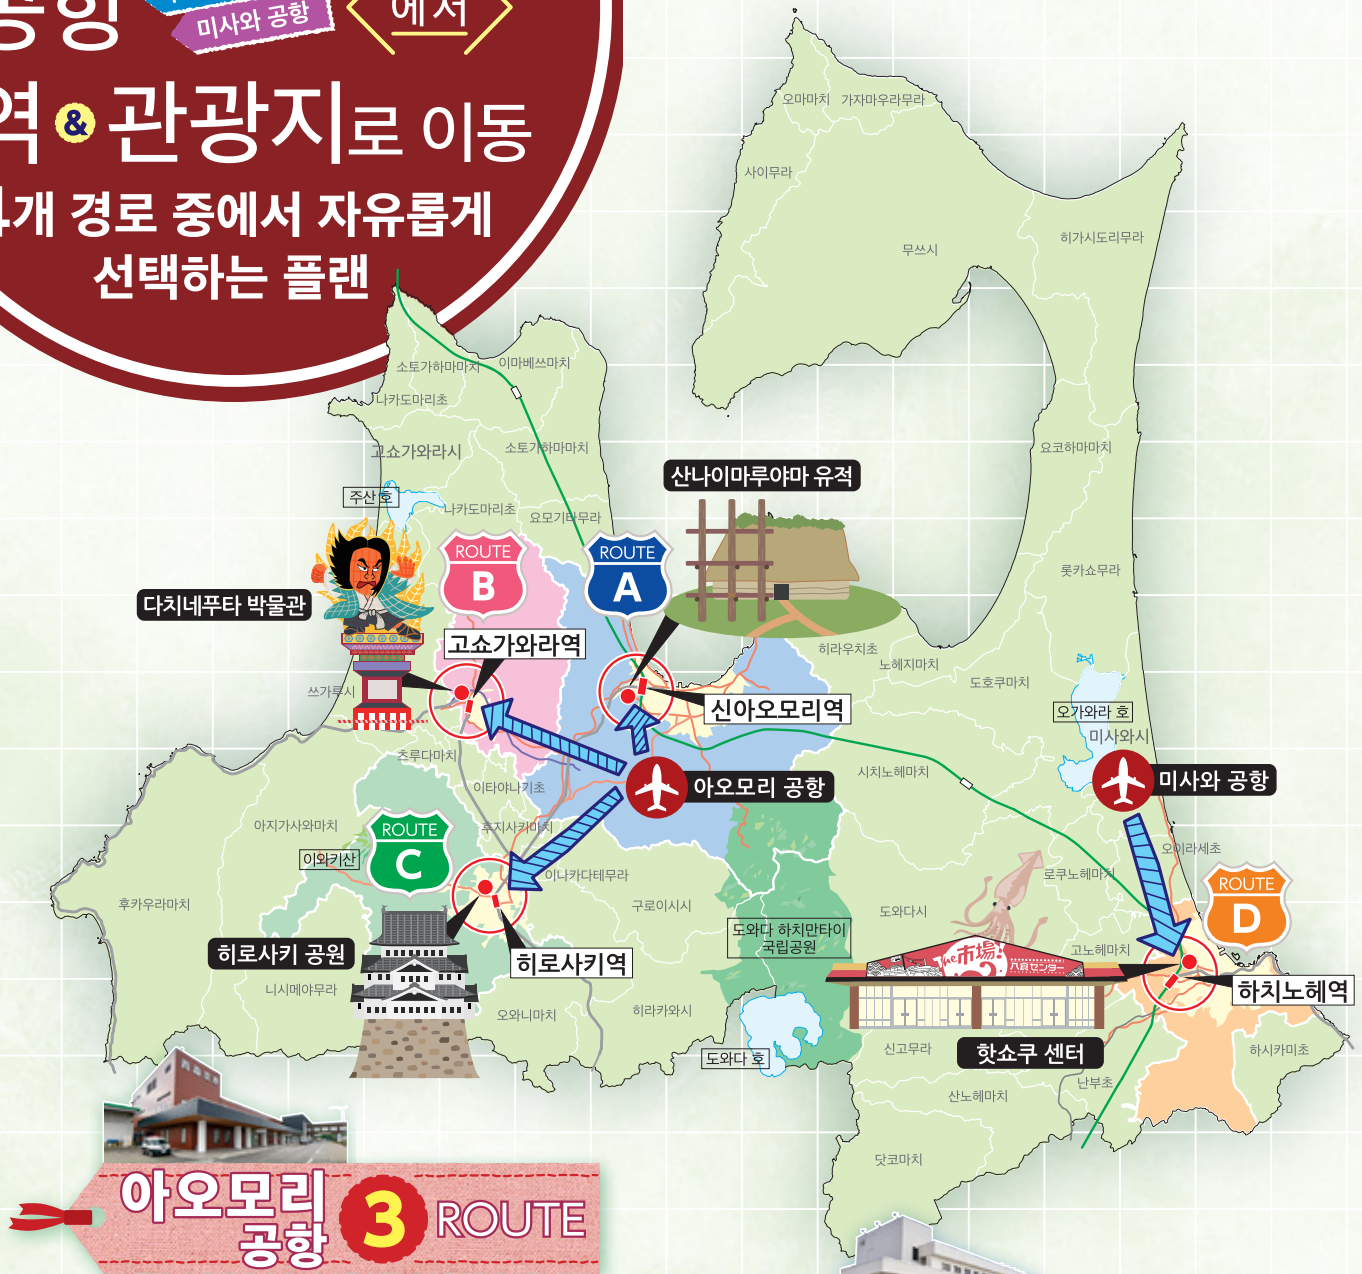 공항
미사와 공항
에서
역 & 관광지로 이동
4개 경로 중에서 자유롭게
선택하는 플랜
오마마치
가자마우라무라
사이무라
무쓰시
히가시도리무라
소토가하마마치
이마베쓰마치
나카도마리초
고쇼가와라시
소토가하마마치
요코하마마치
산나이마루야마 유적
주산 호
나카도마리초
요모기타무라
ROUTE
B
ROUTE
A
롯카쇼무라
다치네푸타 박물관
고쇼가와라역
히라우치초
노헤지마치
도호쿠마치
쓰가루시
신아오모리역
오가와라 호
미사와시
츠루다마치
이타야나기초
아오모리 공항
시치노헤마치
미사와 공항
아지가사와마치
ROUTE
C
후지사키마치
이와키산
오이라세초
이나카다테무라
로쿠노헤마치
ROUTE
D
후카우라마치
구로이시시
도와다시
도와다 하치만타이
국립공원
고노헤마치
히로사키 공원
히로사키역
The 市場!
八食センター
하치노헤역
니시메야무라
오와니마치
히라카와시
도와다 호
신고무라
핫쇼쿠 센터
하시카미초
난부초
산노헤마치
닷코마치
아오모리
공항
3
ROUTE